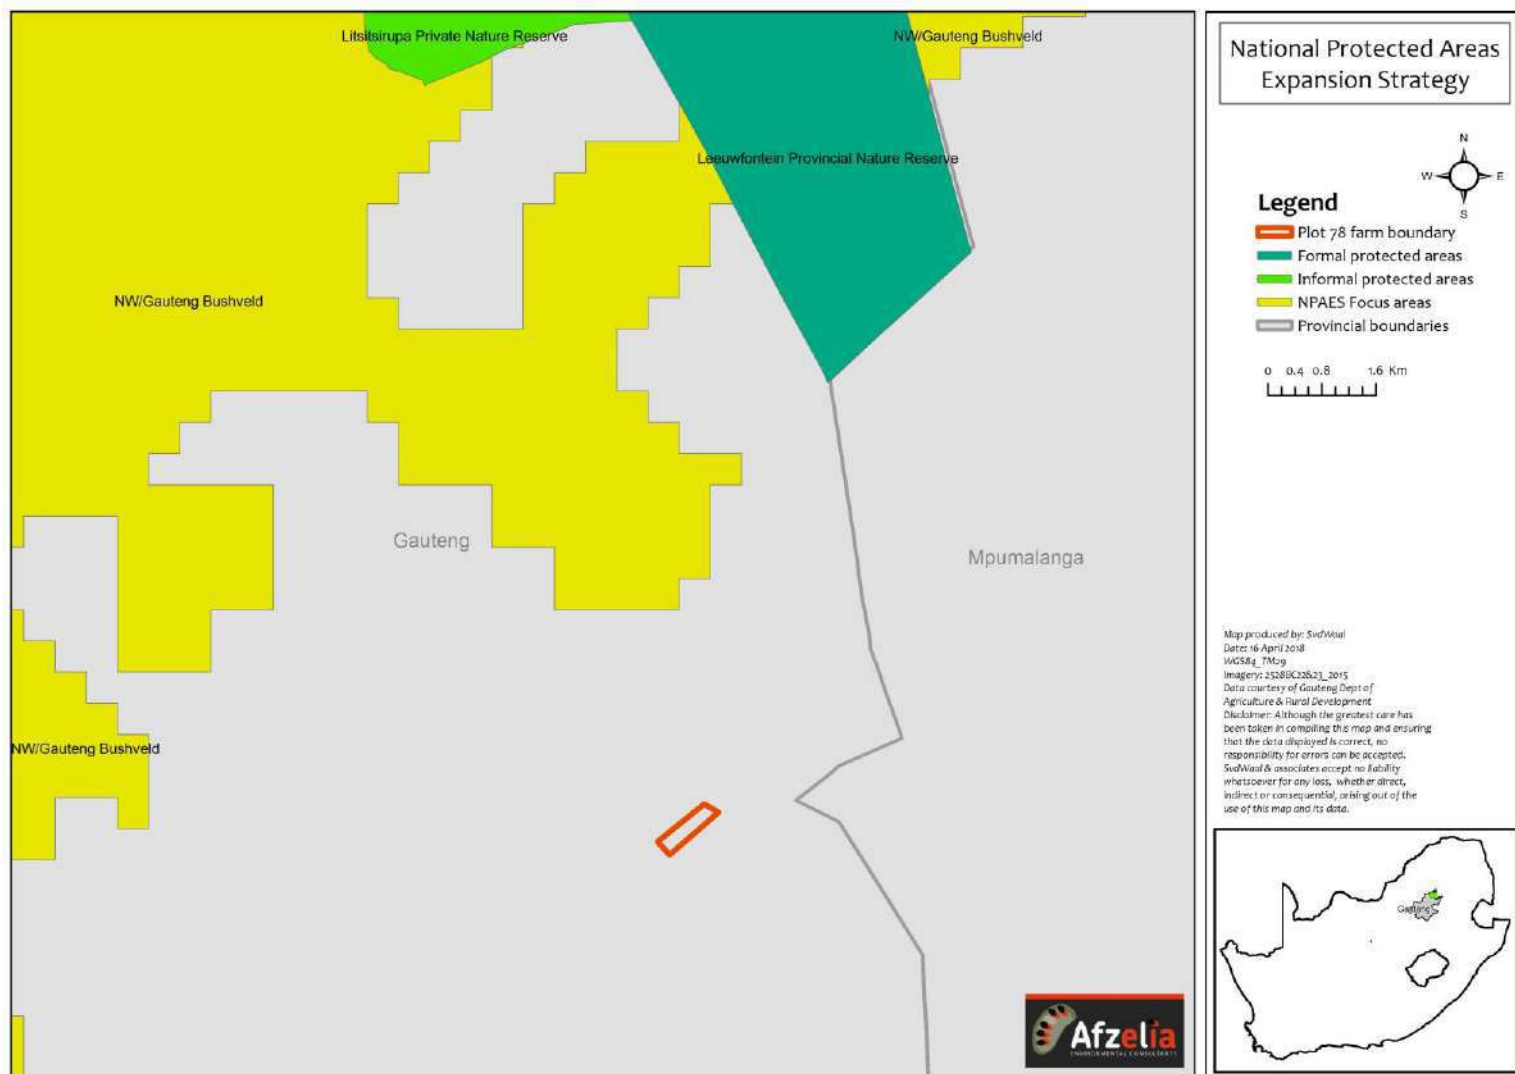 Litsitsirupa Private Nature Reserve
NW/Gauteng Bushveld
Leeuwfontein Provincial Nature Reserve
NW/Gauteng Bushveld
Gauteng
Mpumalanga
NW/Gauteng Bushveld
Afzelia
ENVIRONMENTAL CONSULTANTS
National Protected Areas
Expansion Strategy
N
W
E
S
Legend
Plot 78 farm boundary
Formal protected areas
Informal protected areas
NPAES Focus areas
Provincial boundaries
0 0.4 0.8 1.6 Km
Map produced by: SvdWaal
Date: 16 April 2018
WGS84_TM29
Imagery: 2528BC22&23_2015
Data courtesy of Gauteng Dept of
Agriculture & Rural Development
Disclaimer: Although the greatest care has
been taken in compiling this map and ensuring
that the data displayed is correct, no
responsibility for errors can be accepted.
SvdWaal & associates accept no liability
whatsoever for any loss, whether direct,
indirect or consequential, arising out of the
use of this map and its data.
Gauteng